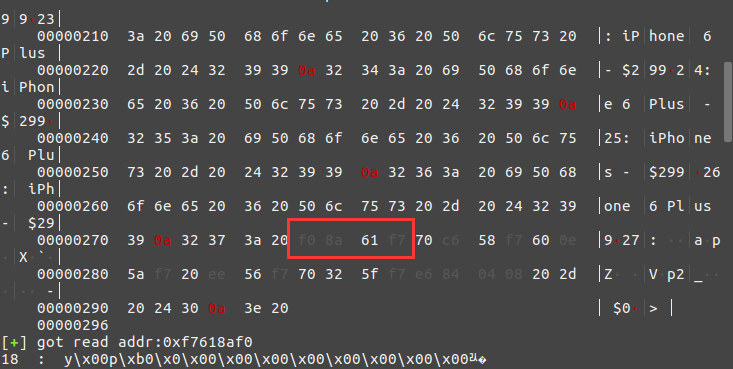 9 9·23│
00000210 3a 20 69 50 68 6f 6e 65 20 36 20 50 6c 75 73 20 │: iP│hone│ 6
Plus │
00000220 2d 20 24 32 39 39 0a 32 34 3a 20 69 50 68 6f 6e │- $2│99·2│4:
iPhon│
00000230 65 20 36 20 50 6c 75 73 20 2d 20 24 32 39 39 0a │e 6 │Plus│ -
$│299·│
00000240 32 35 3a 20 69 50 68 6f 6e 65 20 36 20 50 6c 75 │25: │iPho│ne
6│ Plu│
00000250 73 20 2d 20 24 32 39 39 0a 32 36 3a 20 69 50 68 │s - │$299│·26
:│ iPh│
00000260 6f 6e 65 20 36 20 50 6c 75 73 20 2d 20 24 32 39 │one │6 Pl│us
-│ $29│
00000270 39 0a 32 37 3a 20 f0 8a 61 f7 70 c6 58 f7 60 0e │9·27│: ··│a·p
·│X·`·│
00000280 5a f7 20 ee 56 f7 70 32 5f f7 e6 84 04 08 20 2d │Z· ·│V·p2│_·
··│·· -│
00000290 20 24 30 0a 3e 20 │ $0·│> │
00000296
[+] got read addr:0xf7618af0
18 : y\x00p\xb0\x0\x00\x00\x00\x00\x00\x00\x00\x00